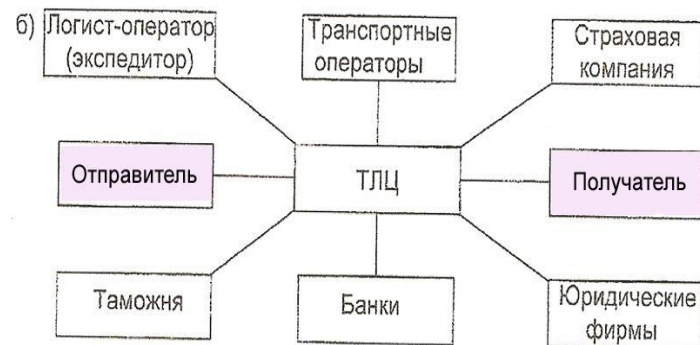 б) Логист-оператор
(экспедитор)
Транспортные
операторы
Страховая
компания
Отправитель
ТЛЦ
Получатель
Таможня
Банки
Юридические
фирмы